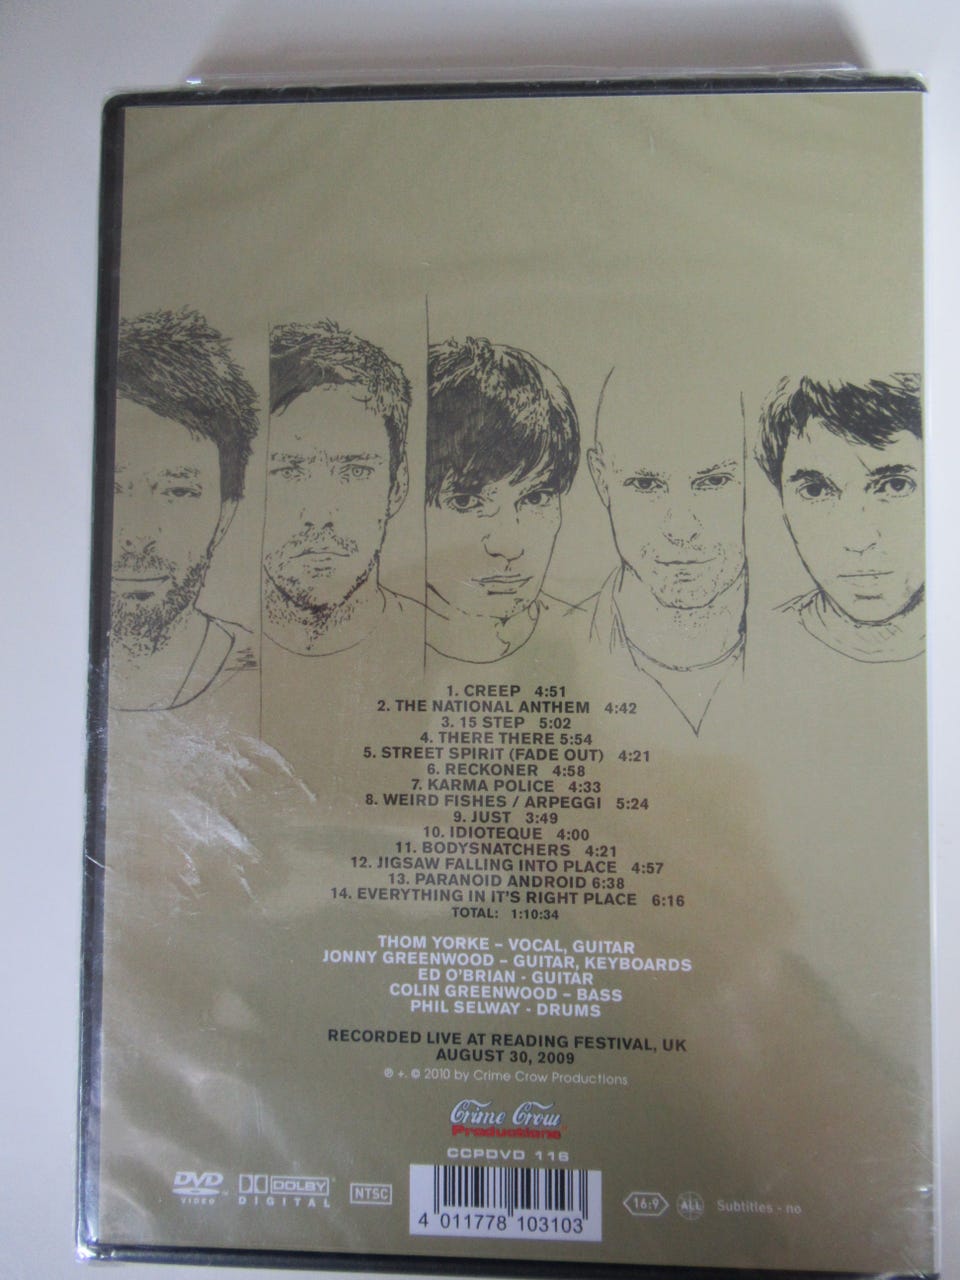 1. CREEP 4:51
2. THE NATIONAL ANTHEM 4:42
3. 15 STEP 5:02
4. THERE THERE 5:54
5. STREET SPIRIT (FADE OUT) 4:21
6. RECKONER 4:58
7. KARMA POLICE 4:33
8. WEIRD FISHES / ARPEGGI 5:24
9. JUST 3:49
10. IDIOTEQUE 4:00
11. BODYSNATCHERS 4:21
12. JIGSAW FALLING INTO PLACE 4:57
13. PARANOID ANDROID 6:38
14. EVERYTHING IN IT'S RIGHT PLACE 6:16
TOTAL: 1:10:34
THOM YORKE – VOCAL, GUITAR
JONNY GREENWOOD – GUITAR, KEYBOARDS
ED O'BRIAN - GUITAR
COLIN GREENWOOD – BASS
PHIL SELWAY - DRUMS
RECORDED LIVE AT READING FESTIVAL, UK
AUGUST 30, 2009
℗ +. © 2010 by Crime Crow Productions
Crime Crow
Productions
CCPDVD 116
DVD VIDEO
DOLBY DIGITAL
NTSC
4 011778 103103
16:9
ALL
Subtitles - no